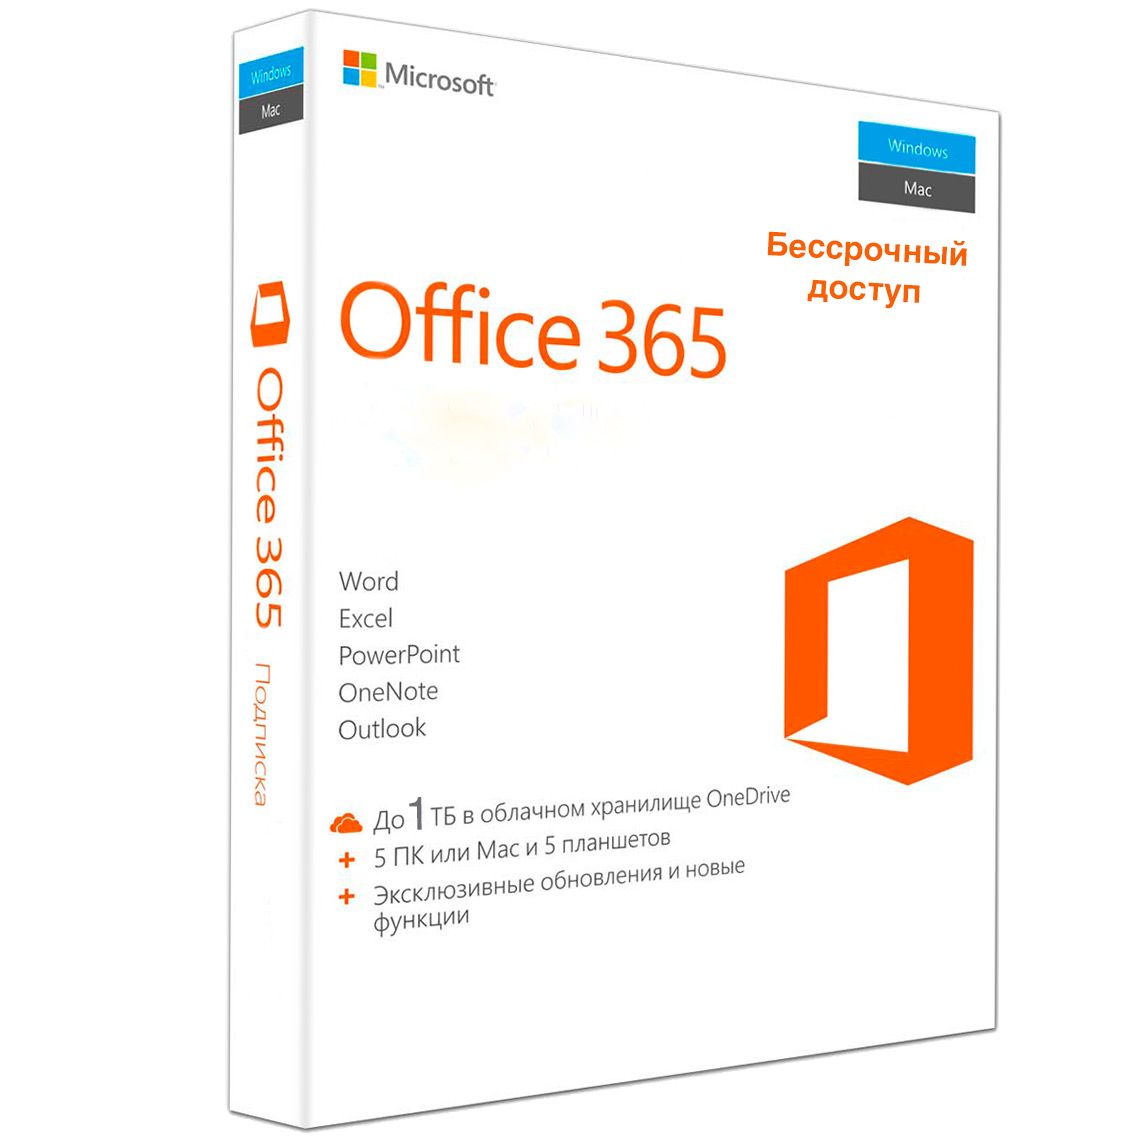 Windows
Mac
Office 365
Подписка
Microsoft
Windows
Mac
Бессрочный
доступ
Office 365
Word
Excel
PowerPoint
OneNote
Outlook
До 1 ТБ в облачном хранилище OneDrive
+ 5 ПК или Mac и 5 планшетов
+ Эксклюзивные обновления и новые
функции